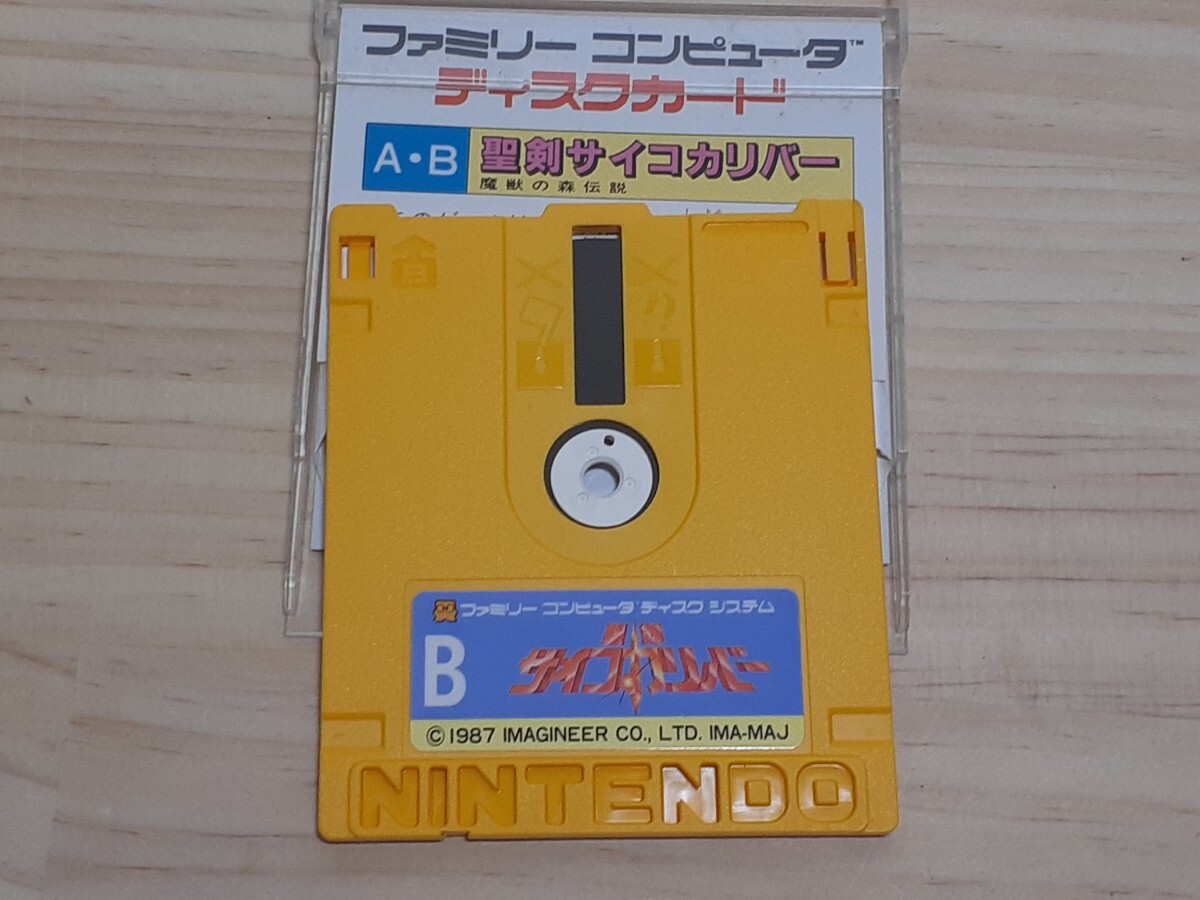 ファミリー コンピュータ™
ディスクカード
A・B
聖剣サイコカリバー
魔獣の森伝説
ファミリー コンピュータ ディスク システム
B
サイコカリバー
©1987 IMAGINEER CO., LTD. IMA-MAJ
NINTENDO